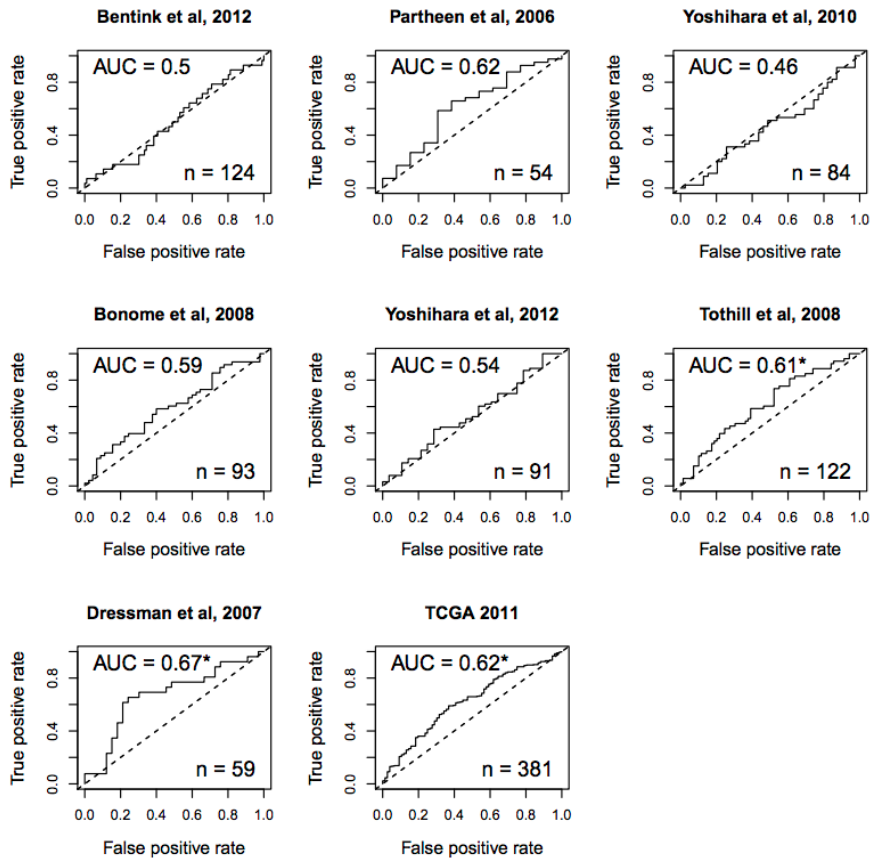 Bentink et al, 2012
AUC = 0.5
n = 124
True positive rate
0.0 0.4 0.8
0.0 0.2 0.4 0.6 0.8 1.0
False positive rate
Partheen et al, 2006
AUC = 0.62
n = 54
True positive rate
0.0 0.4 0.8
0.0 0.2 0.4 0.6 0.8 1.0
False positive rate
Yoshihara et al, 2010
AUC = 0.46
n = 84
True positive rate
0.0 0.4 0.8
0.0 0.2 0.4 0.6 0.8 1.0
False positive rate
Bonome et al, 2008
AUC = 0.59
n = 93
True positive rate
0.0 0.4 0.8
0.0 0.2 0.4 0.6 0.8 1.0
False positive rate
Yoshihara et al, 2012
AUC = 0.54
n = 91
True positive rate
0.0 0.4 0.8
0.0 0.2 0.4 0.6 0.8 1.0
False positive rate
Tothill et al, 2008
AUC = 0.61*
n = 122
True positive rate
0.0 0.4 0.8
0.0 0.2 0.4 0.6 0.8 1.0
False positive rate
Dressman et al, 2007
AUC = 0.67*
n = 59
True positive rate
0.0 0.4 0.8
0.0 0.2 0.4 0.6 0.8 1.0
False positive rate
TCGA 2011
AUC = 0.62*
n = 381
True positive rate
0.0 0.4 0.8
0.0 0.2 0.4 0.6 0.8 1.0
False positive rate